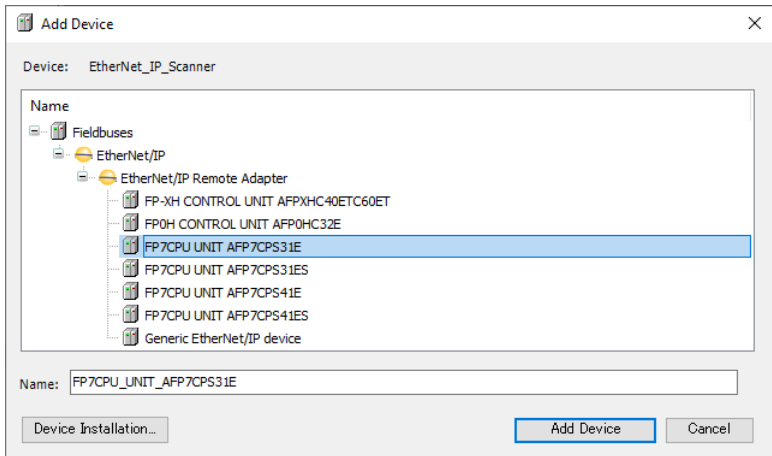 Add Device
Device: EtherNet_IP_Scanner
Name
Fieldbuses
EtherNet/IP
EtherNet/IP Remote Adapter
FP-XH CONTROL UNIT AFPXHC40ETC60ET
FP0H CONTROL UNIT AFP0HC32E
FP7CPU UNIT AFP7CPS31E
FP7CPU UNIT AFP7CPS31ES
FP7CPU UNIT AFP7CPS41E
FP7CPU UNIT AFP7CPS41ES
Generic EtherNet/IP device
Name: FP7CPU_UNIT_AFP7CPS31E
Device Installation... Add Device Cancel